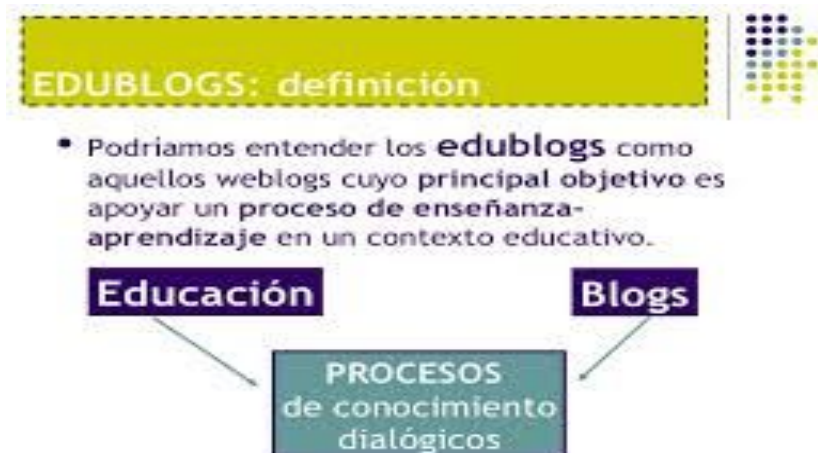 EDUBLOGS: definición
• Podriamos entender los edublogs como
aquellos weblogs cuyo principal objetivo es
apoyar un proceso de enseñanza-
aprendizaje en un contexto educativo.
Educación
Blogs
PROCESOS
de conocimiento
dialógicos